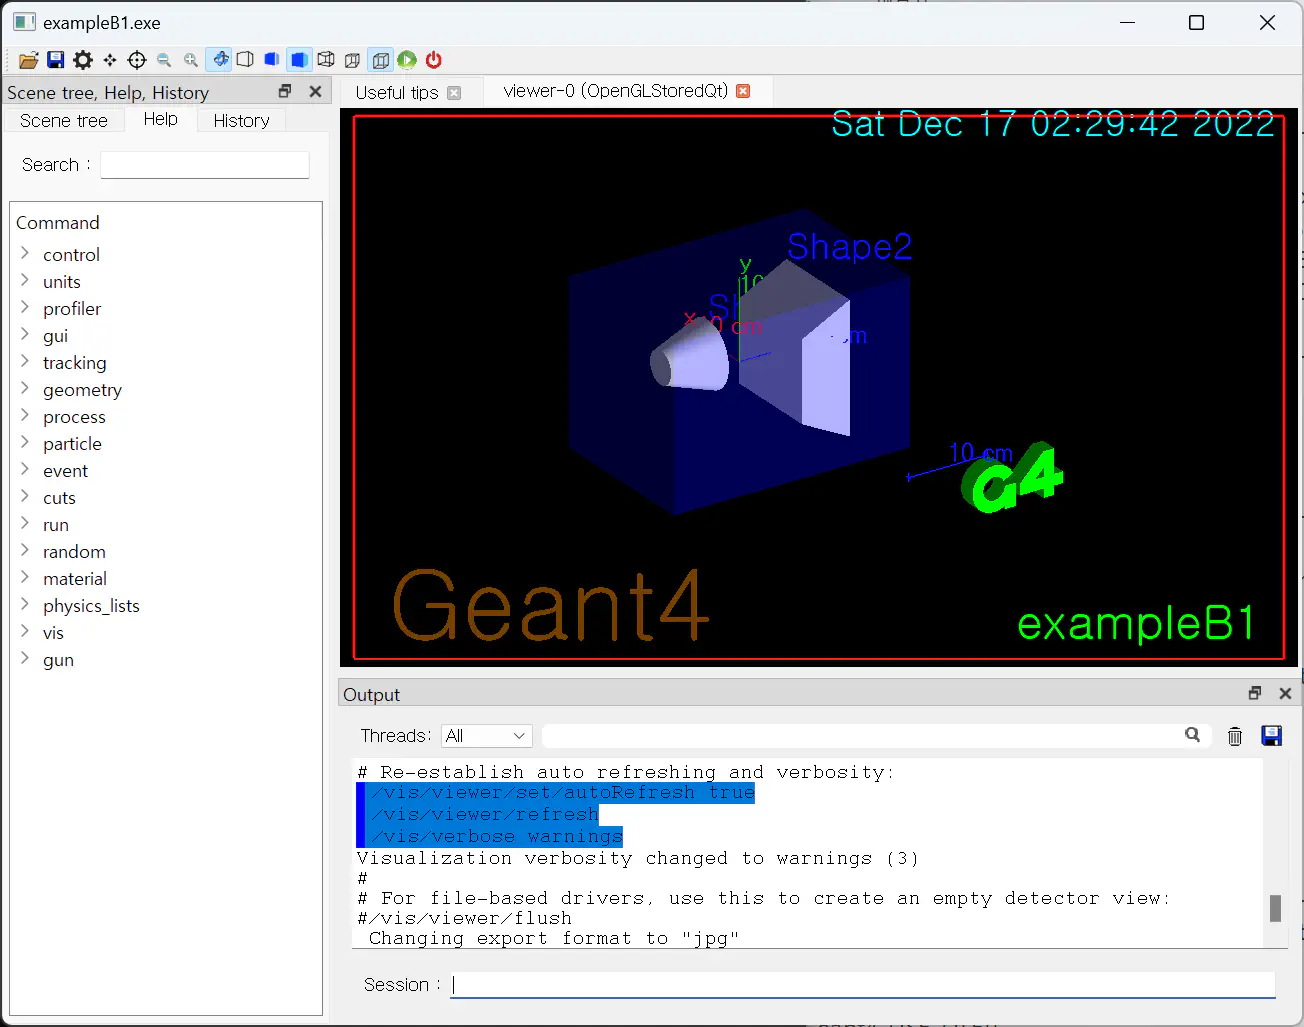 exampleB1.exe
Scene tree, Help, History
Useful tips
viewer-0 (OpenGLStoredQt)
Scene tree
Help
History
Search :
Command
control
units
profiler
gui
tracking
geometry
process
particle
event
cuts
run
random
material
physics_lists
vis
gun
Sat Dec 17 02:29:42 2022
Shape2
y
10
Sh
x
0 cm
m
10 cm
G4
Geant4
exampleB1
Output
Threads: All
# Re-establish auto refreshing and verbosity:
/vis/viewer/set/autoRefresh true
/vis/viewer/refresh
/vis/verbose warnings
Visualization verbosity changed to warnings (3)
#
# For file-based drivers, use this to create an empty detector view:
#/vis/viewer/flush
Changing export format to "jpg"
Session :